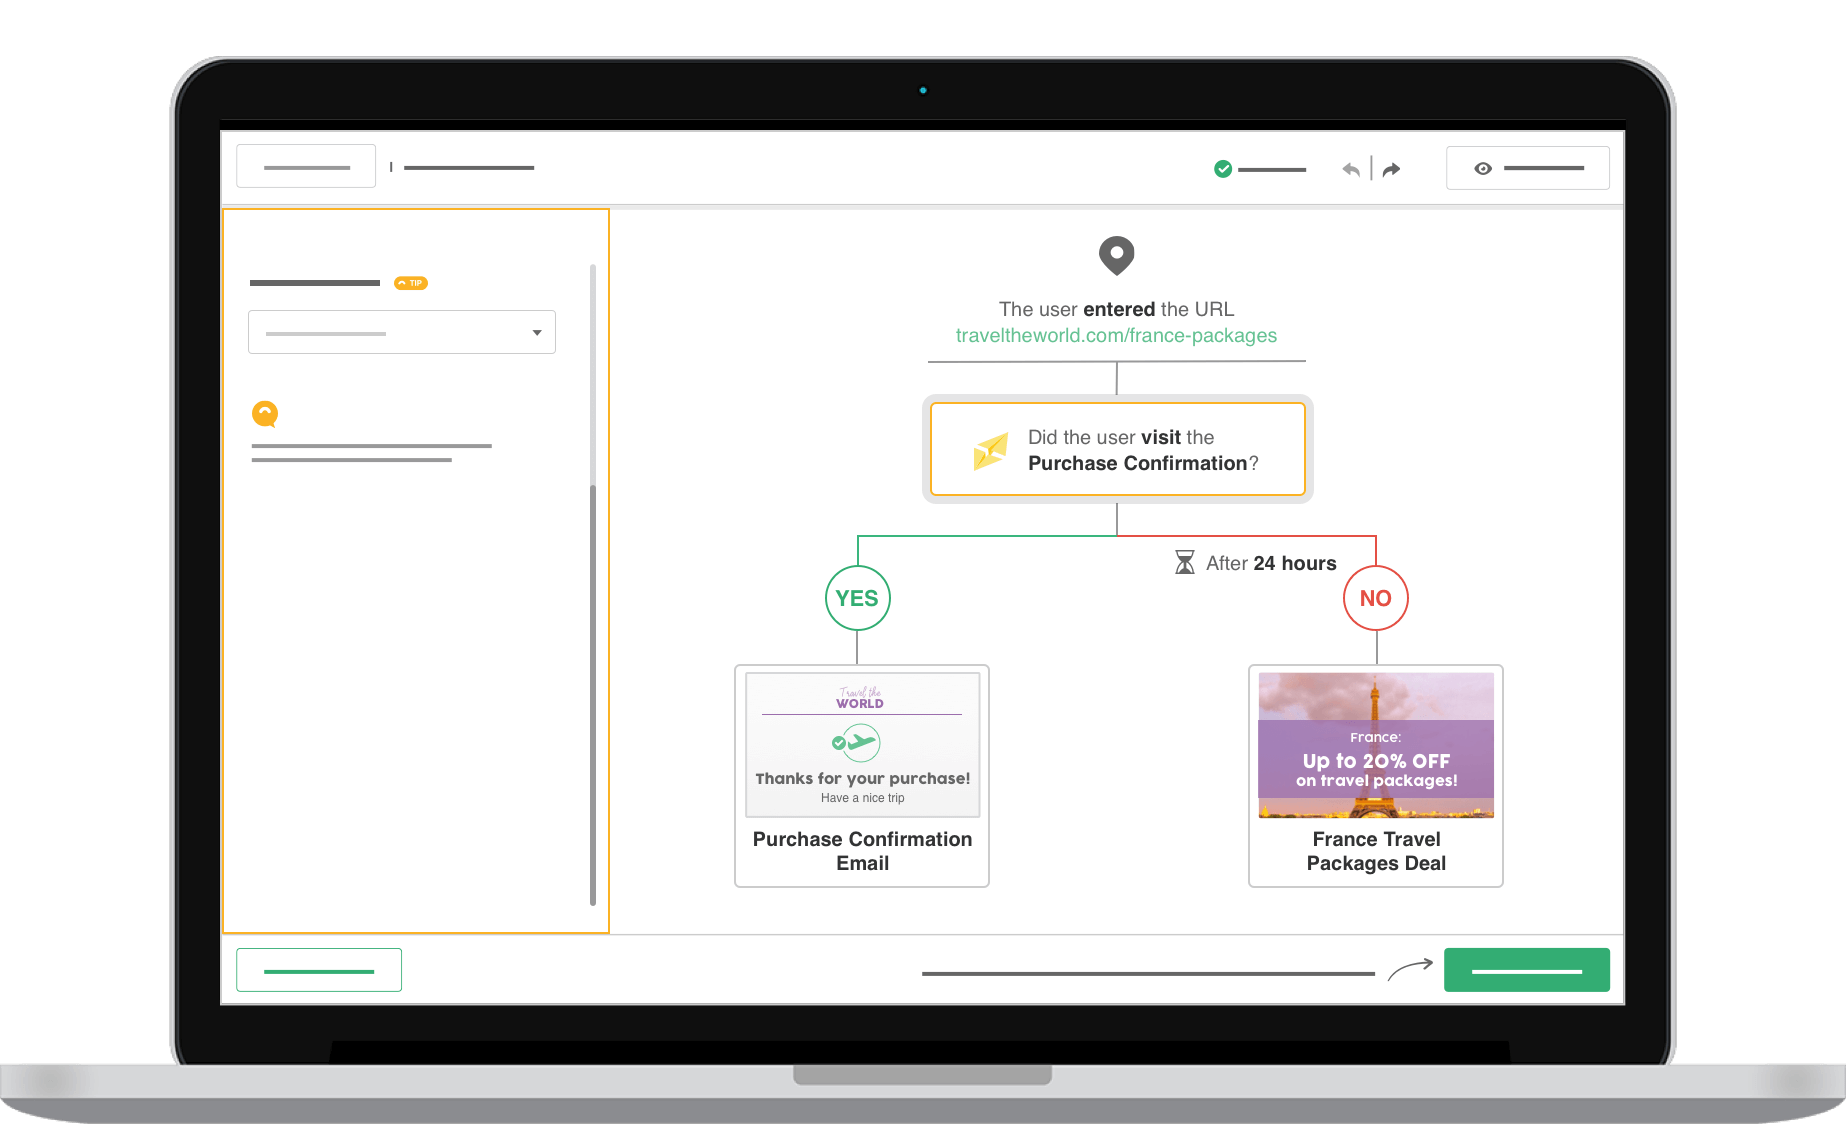 TIP
The user entered the URL
traveltheworld.com/france-packages
Did the user visit the
Purchase Confirmation?
After 24 hours
YES
NO
Travel the
WORLD
Thanks for your purchase!
Have a nice trip
Purchase Confirmation
Email
France:
Up to 20% OFF
on travel packages!
France Travel
Packages Deal